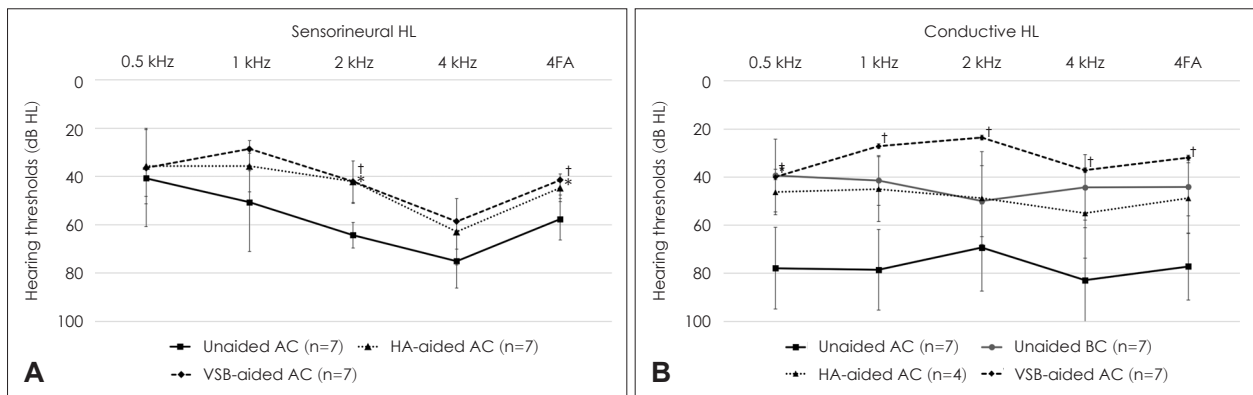 Sensorineural HL
0.5 kHz 1 kHz 2 kHz 4 kHz 4FA
0
20
40
60
80
100
Hearing thresholds (dB HL)
†
*
†
*
Unaided AC (n=7) HA-aided AC (n=7)
VSB-aided AC (n=7)
A
Conductive HL
0.5 kHz 1 kHz 2 kHz 4 kHz 4FA
0
20
40
60
80
100
Hearing thresholds (dB HL)
† † † †
Unaided AC (n=7) Unaided BC (n=7)
HA-aided AC (n=4) VSB-aided AC (n=7)
B